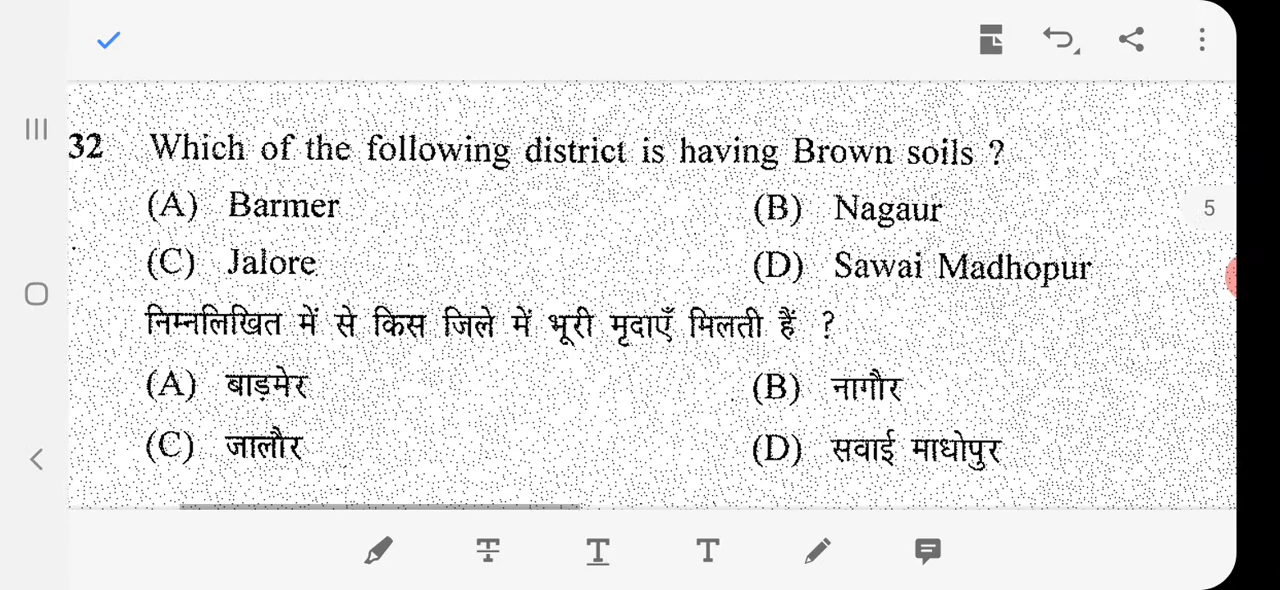 32 Which of the following district is having Brown soils ?
(A) Barmer (B) Nagaur
5
(C) Jalore (D) Sawai Madhopur
निम्नलिखित में से किस जिले में भूरी मृदाएँ मिलती हैं ?
(A) बाड़मेर (B) नागौर
(C) जालौर (D) सवाई माधोपुर